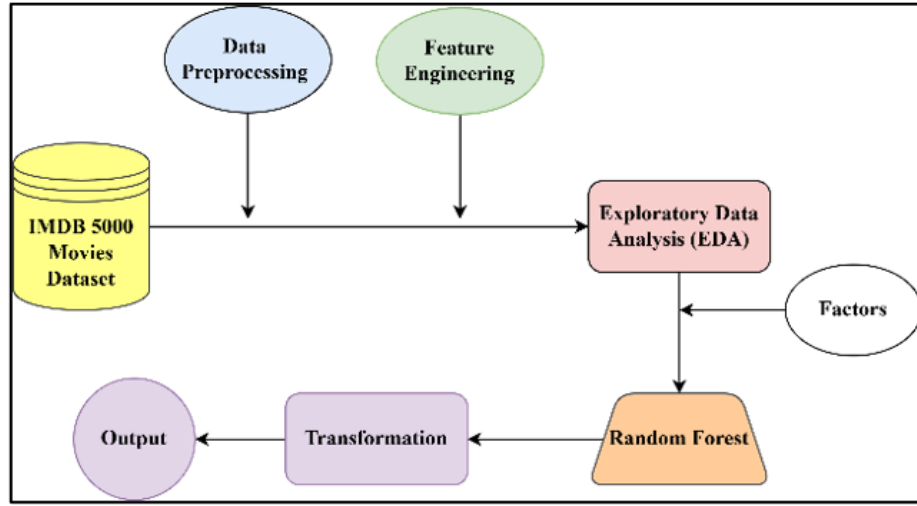 Data
Preprocessing
Feature
Engineering
IMDB 5000
Movies
Dataset
Exploratory Data
Analysis (EDA)
Factors
Output
Transformation
Random Forest